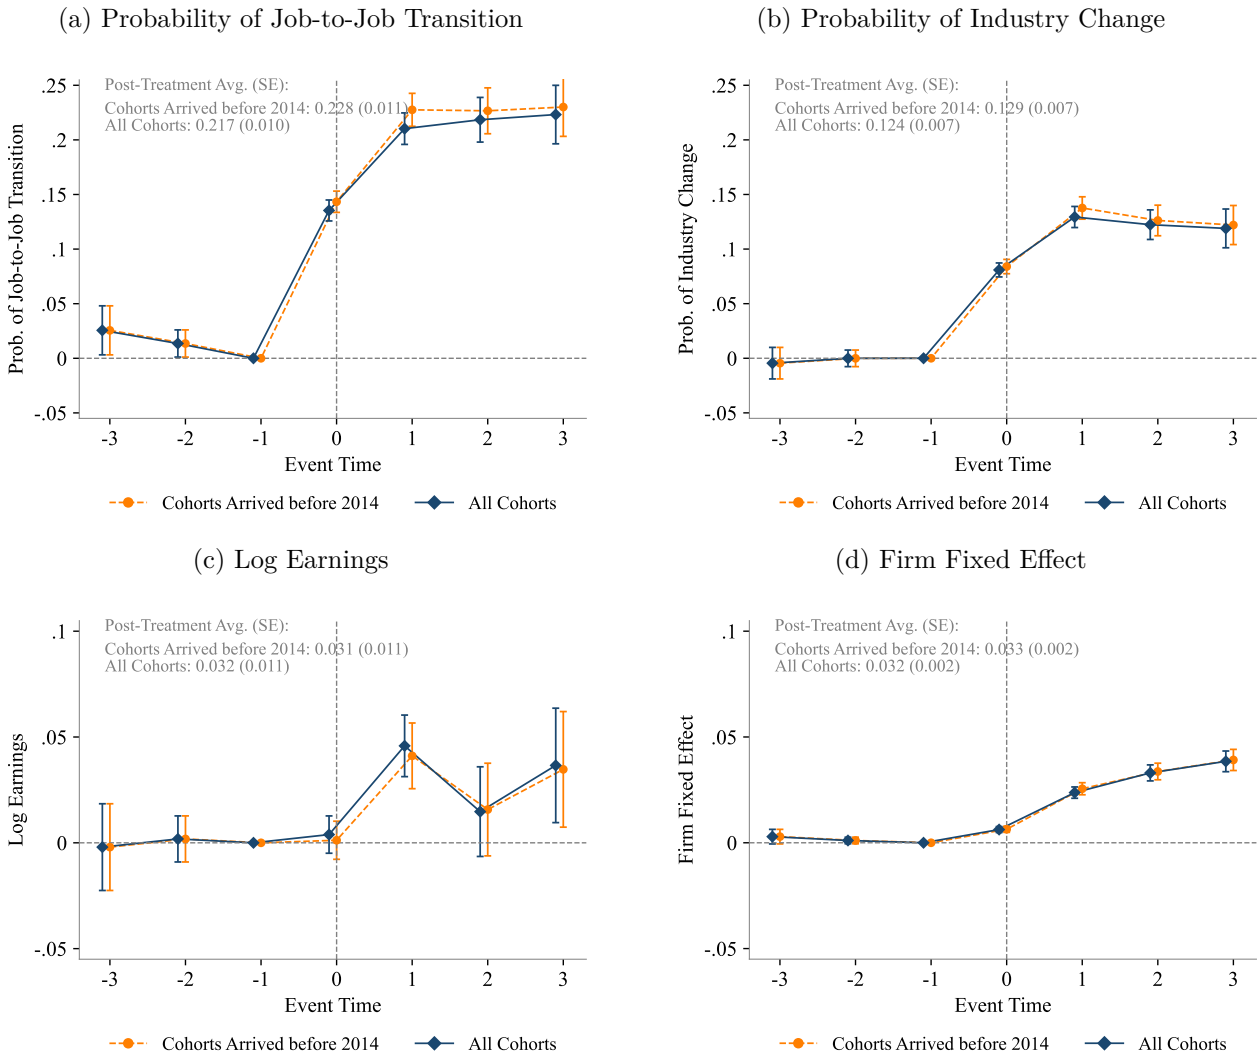 (a) Probability of Job-to-Job Transition
Post-Treatment Avg. (SE):
Cohorts Arrived before 2014: 0.228 (0.011)
All Cohorts: 0.217 (0.010)
Prob. of Job-to-Job Transition
.25
.2
.15
.1
.05
0
-.05
-3 -2 -1 0 1 2 3
Event Time
Cohorts Arrived before 2014 All Cohorts
(b) Probability of Industry Change
Post-Treatment Avg. (SE):
Cohorts Arrived before 2014: 0.129 (0.007)
All Cohorts: 0.124 (0.007)
Prob. of Industry Change
.25
.2
.15
.1
.05
0
-.05
-3 -2 -1 0 1 2 3
Event Time
Cohorts Arrived before 2014 All Cohorts
(c) Log Earnings
Post-Treatment Avg. (SE):
Cohorts Arrived before 2014: 0.031 (0.011)
All Cohorts: 0.032 (0.011)
Log Earnings
.1
.05
0
-.05
-3 -2 -1 0 1 2 3
Event Time
Cohorts Arrived before 2014 All Cohorts
(d) Firm Fixed Effect
Post-Treatment Avg. (SE):
Cohorts Arrived before 2014: 0.033 (0.002)
All Cohorts: 0.032 (0.002)
Firm Fixed Effect
.1
.05
0
-.05
-3 -2 -1 0 1 2 3
Event Time
Cohorts Arrived before 2014 All Cohorts